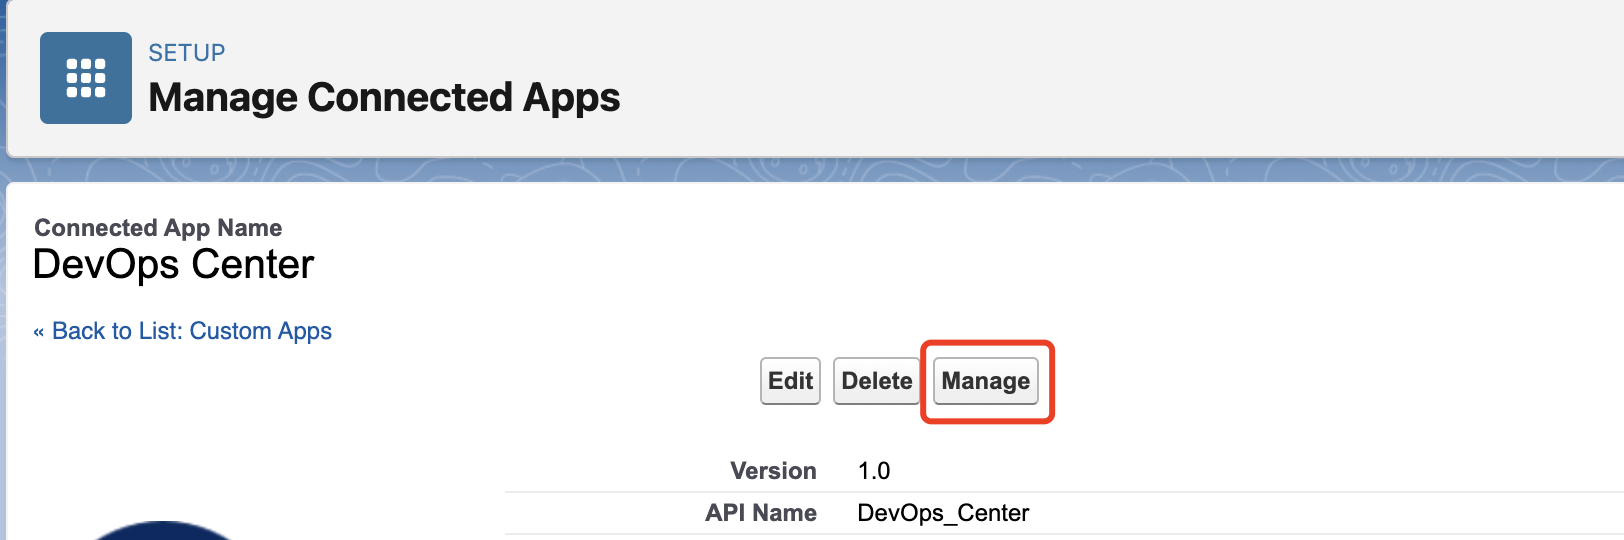 SETUP
Manage Connected Apps
Connected App Name
DevOps Center
« Back to List: Custom Apps
Edit Delete Manage
Version 1.0
API Name DevOps_Center